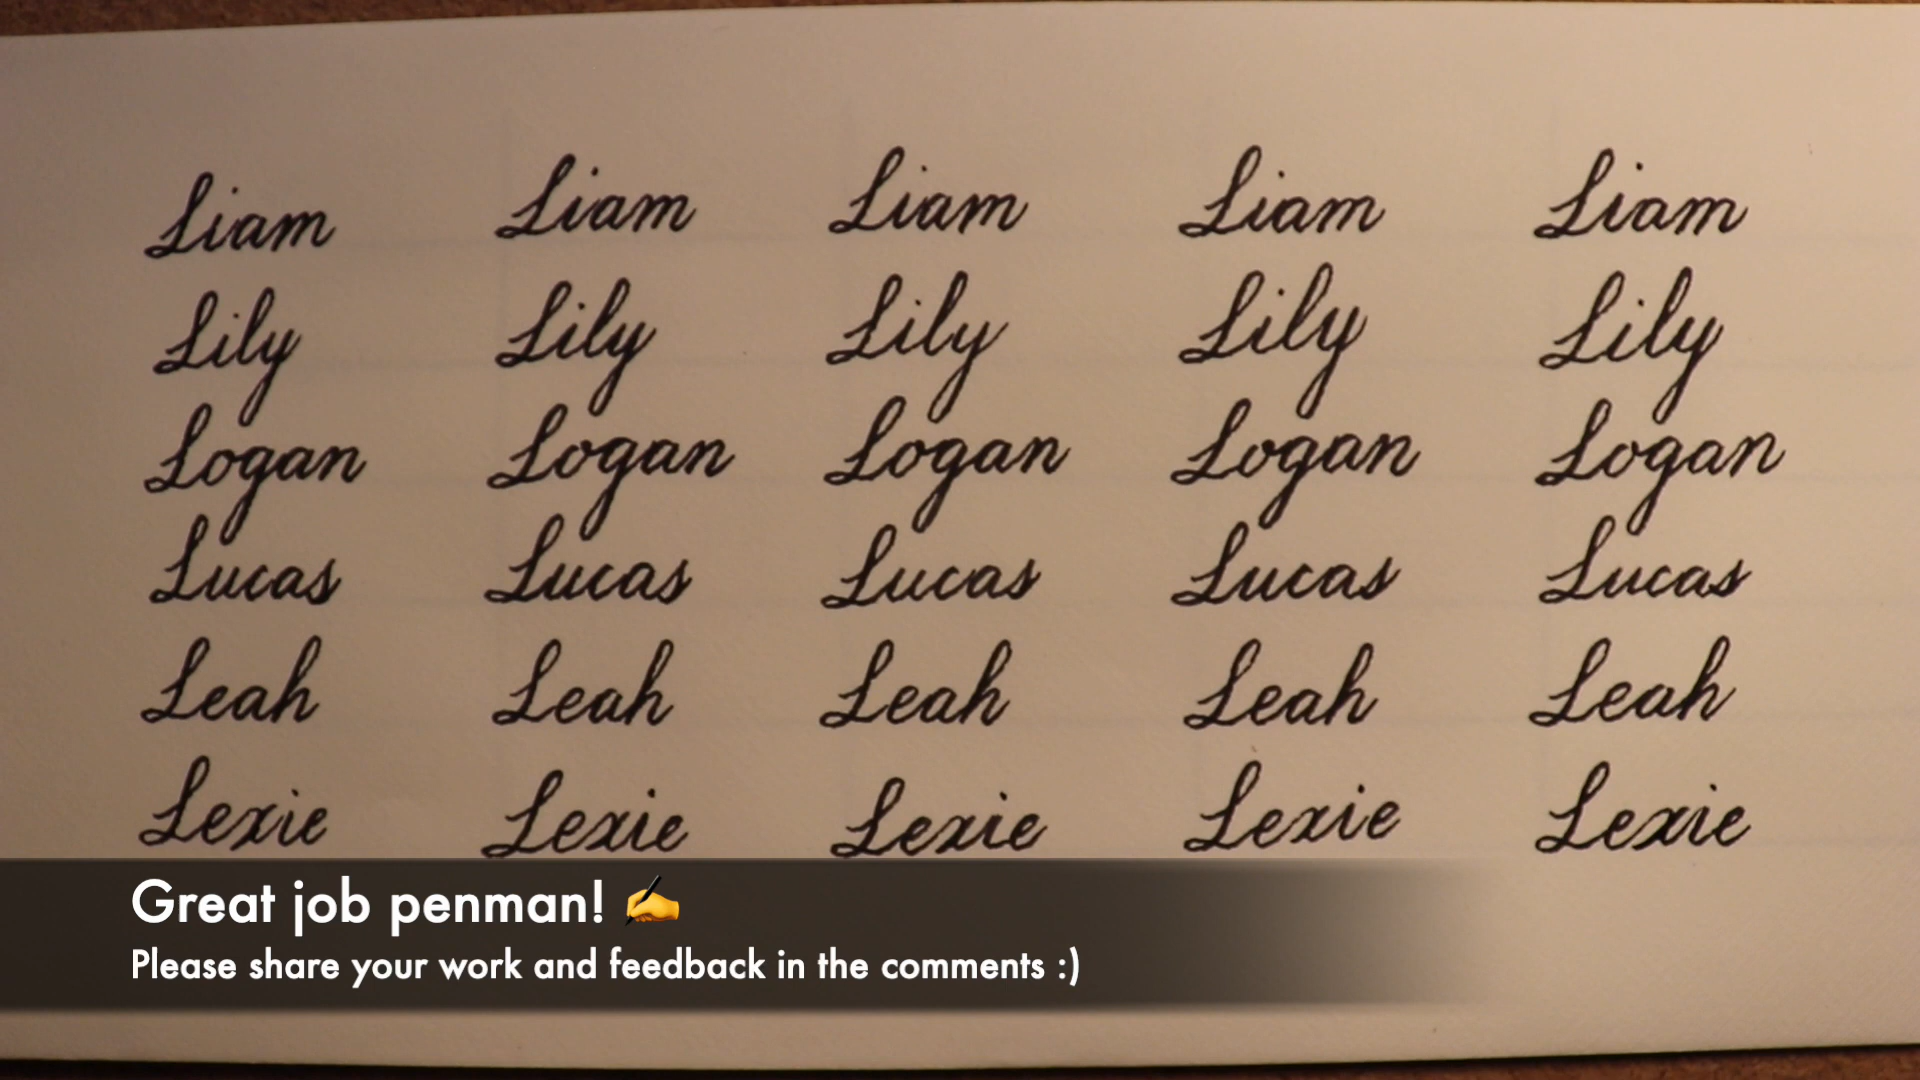 Liam Liam Liam Liam Liam
Lily Lily Lily Lily Lily
Logan Logan Logan Logan Logan
Lucas Lucas Lucas Lucas Lucas
Leah Leah Leah Leah Leah
Lexie Lexie Lexie Lexie Lexie
Great job penman! ✍️
Please share your work and feedback in the comments :)